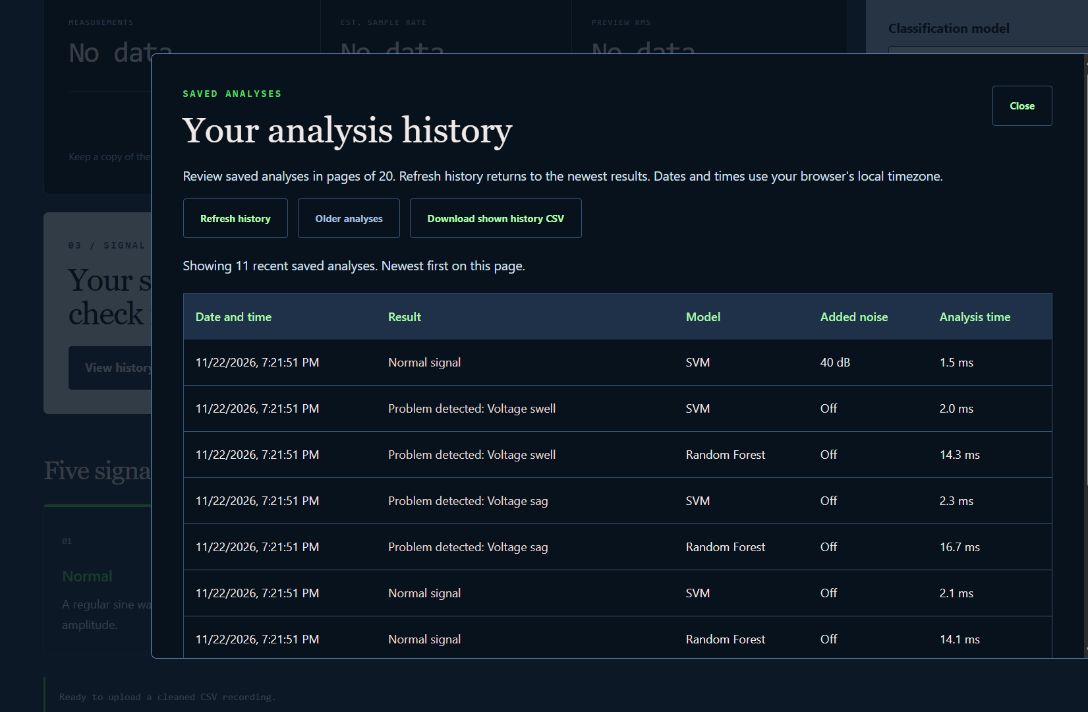 MEASUREMENTS
EST. SAMPLE RATE
PREVIEW RMS
Classification model
No data
No data
No data
SAVED ANALYSES
Close
Your analysis history
Keep a copy of the
Review saved analyses in pages of 20. Refresh history returns to the newest results. Dates and times use your browser's local timezone.
Refresh history
Older analyses
Download shown history CSV
03 / SIGNAL
Your s
check
View history
Showing 11 recent saved analyses. Newest first on this page.
Date and time Result Model Added noise Analysis time
11/22/2026, 7:21:51 PM Normal signal SVM 40 dB 1.5 ms
11/22/2026, 7:21:51 PM Problem detected: Voltage swell SVM Off 2.0 ms
11/22/2026, 7:21:51 PM Problem detected: Voltage swell Random Forest Off 14.3 ms
11/22/2026, 7:21:51 PM Problem detected: Voltage sag SVM Off 2.3 ms
11/22/2026, 7:21:51 PM Problem detected: Voltage sag Random Forest Off 16.7 ms
11/22/2026, 7:21:51 PM Normal signal SVM Off 2.1 ms
11/22/2026, 7:21:51 PM Normal signal Random Forest Off 14.1 ms
Five signa
01
Normal
A regular sine wa
amplitude.
Ready to upload a cleaned CSV recording.